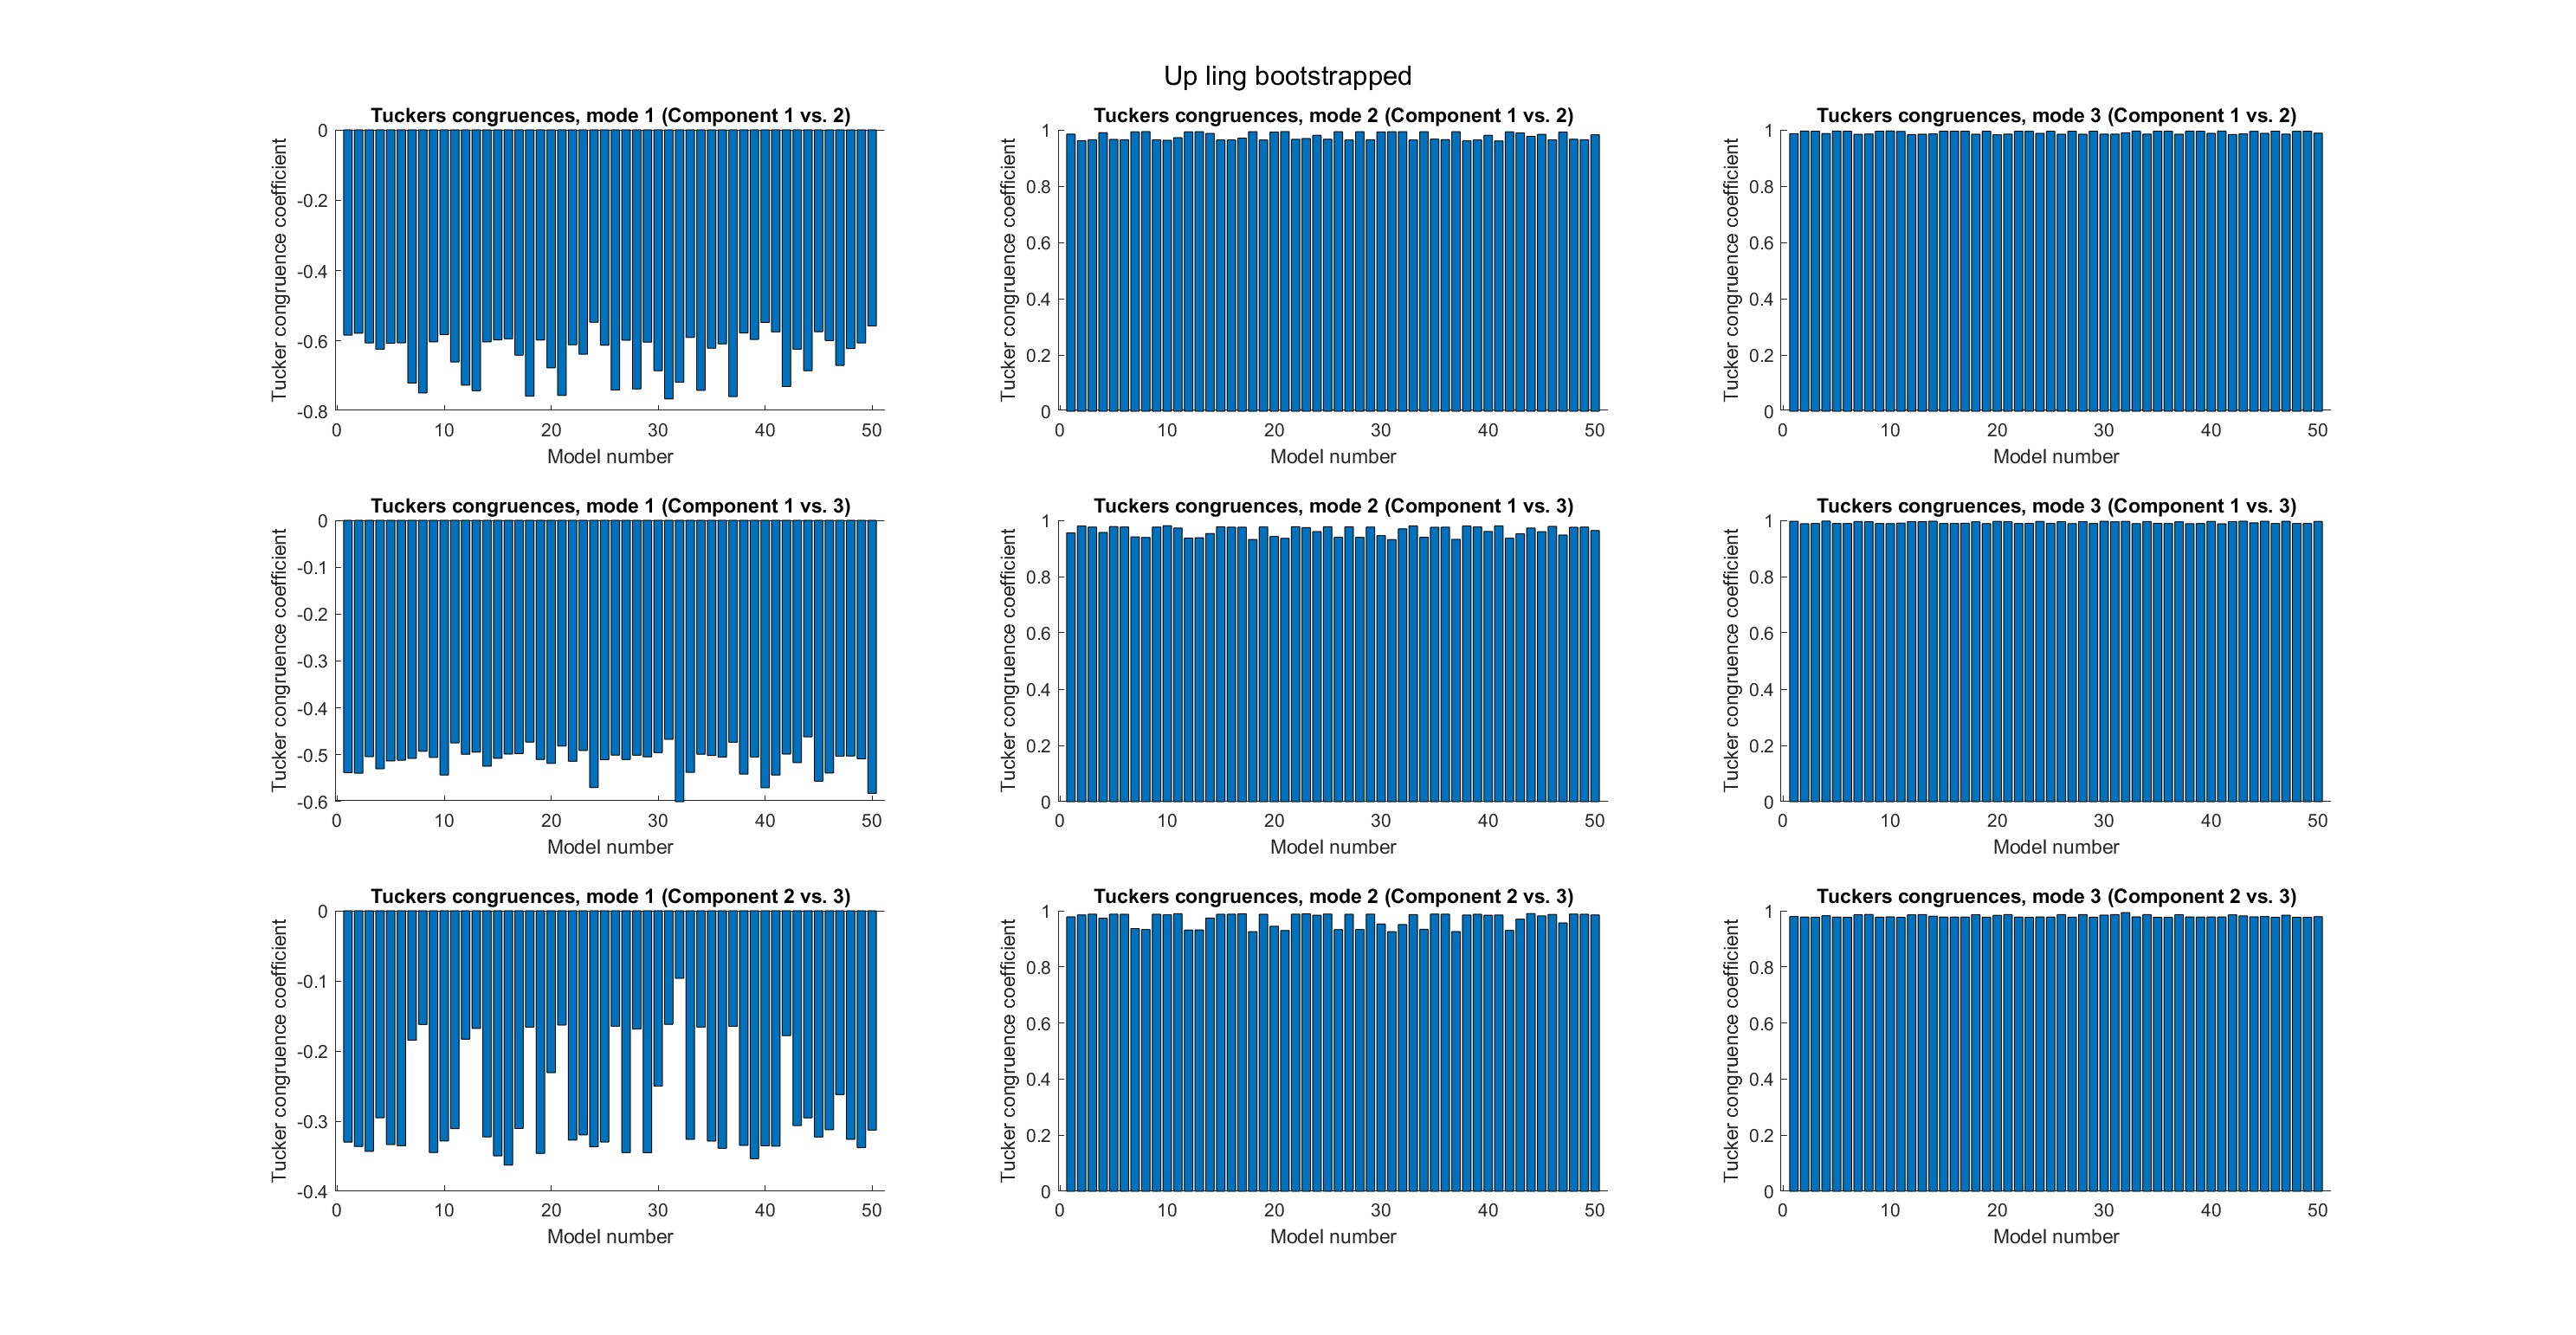 Up ling bootstrapped
Tuckers congruences, mode 1 (Component 1 vs. 2)
Tucker congruence coefficient
0
-0.2
-0.4
-0.6
-0.8
0 10 20 30 40 50
Model number
Tuckers congruences, mode 2 (Component 1 vs. 2)
Tucker congruence coefficient
1
0.8
0.6
0.4
0.2
0
0 10 20 30 40 50
Model number
Tuckers congruences, mode 3 (Component 1 vs. 2)
Tucker congruence coefficient
1
0.8
0.6
0.4
0.2
0
0 10 20 30 40 50
Model number
Tuckers congruences, mode 1 (Component 1 vs. 3)
Tucker congruence coefficient
0
-0.1
-0.2
-0.3
-0.4
-0.5
-0.6
0 10 20 30 40 50
Model number
Tuckers congruences, mode 2 (Component 1 vs. 3)
Tucker congruence coefficient
1
0.8
0.6
0.4
0.2
0
0 10 20 30 40 50
Model number
Tuckers congruences, mode 3 (Component 1 vs. 3)
Tucker congruence coefficient
1
0.8
0.6
0.4
0.2
0
0 10 20 30 40 50
Model number
Tuckers congruences, mode 1 (Component 2 vs. 3)
Tucker congruence coefficient
0
-0.1
-0.2
-0.3
-0.4
0 10 20 30 40 50
Model number
Tuckers congruences, mode 2 (Component 2 vs. 3)
Tucker congruence coefficient
1
0.8
0.6
0.4
0.2
0
0 10 20 30 40 50
Model number
Tuckers congruences, mode 3 (Component 2 vs. 3)
Tucker congruence coefficient
1
0.8
0.6
0.4
0.2
0
0 10 20 30 40 50
Model number